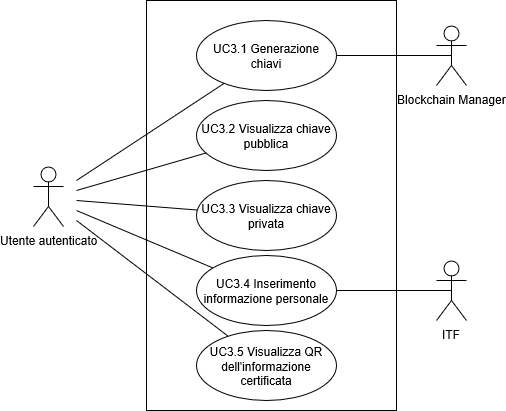 UC3.1 Generazione
chiavi
Blockchain Manager
UC3.2 Visualizza chiave
pubblica
UC3.3 Visualizza chiave
privata
Utente autenticato
UC3.4 Inserimento
informazione personale
ITF
UC3.5 Visualizza QR
dell'informazione
certificata